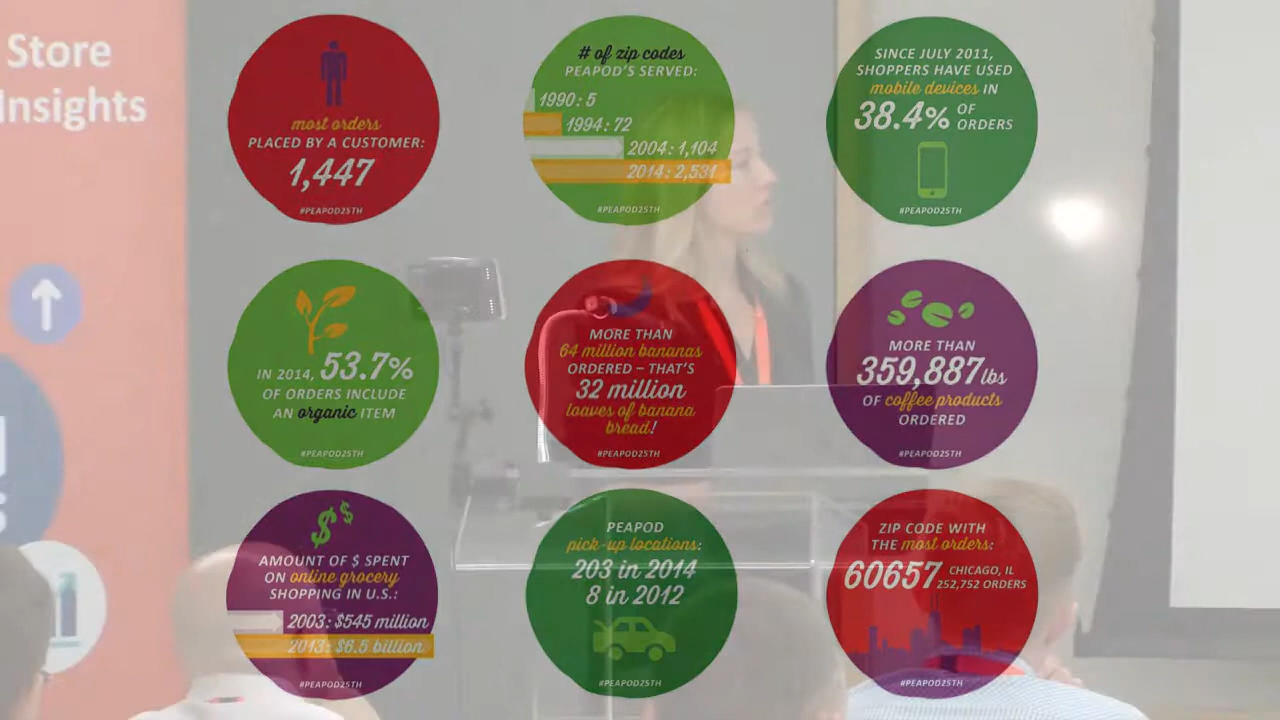 Store
Insights
most orders
PLACED BY A CUSTOMER:
1,447
#PEAPOD25TH
# of zip codes
PEAPOD'S SERVED:
1990: 5
1994: 72
2004: 1,104
2014: 2,531
#PEAPOD25TH
SINCE JULY 2011,
SHOPPERS HAVE USED
mobile devices IN
38.4% OF
ORDERS
#PEAPOD25TH
IN 2014, 53.7%
OF ORDERS INCLUDE
AN organic ITEM
#PEAPOD25TH
MORE THAN
64 million bananas
ORDERED – THAT'S
32 million
loaves of banana
bread!
#PEAPOD25TH
MORE THAN
359,887lbs
OF coffee products
ORDERED
#PEAPOD25TH
AMOUNT OF $ SPENT
ON online grocery
SHOPPING IN U.S.:
2003: $545 million
2013: $6.5 billion
#PEAPOD25TH
PEAPOD
pick-up locations:
203 in 2014
8 in 2012
#PEAPOD25TH
ZIP CODE WITH
THE most orders:
60657 CHICAGO, IL
252,752 ORDERS
#PEAPOD25TH